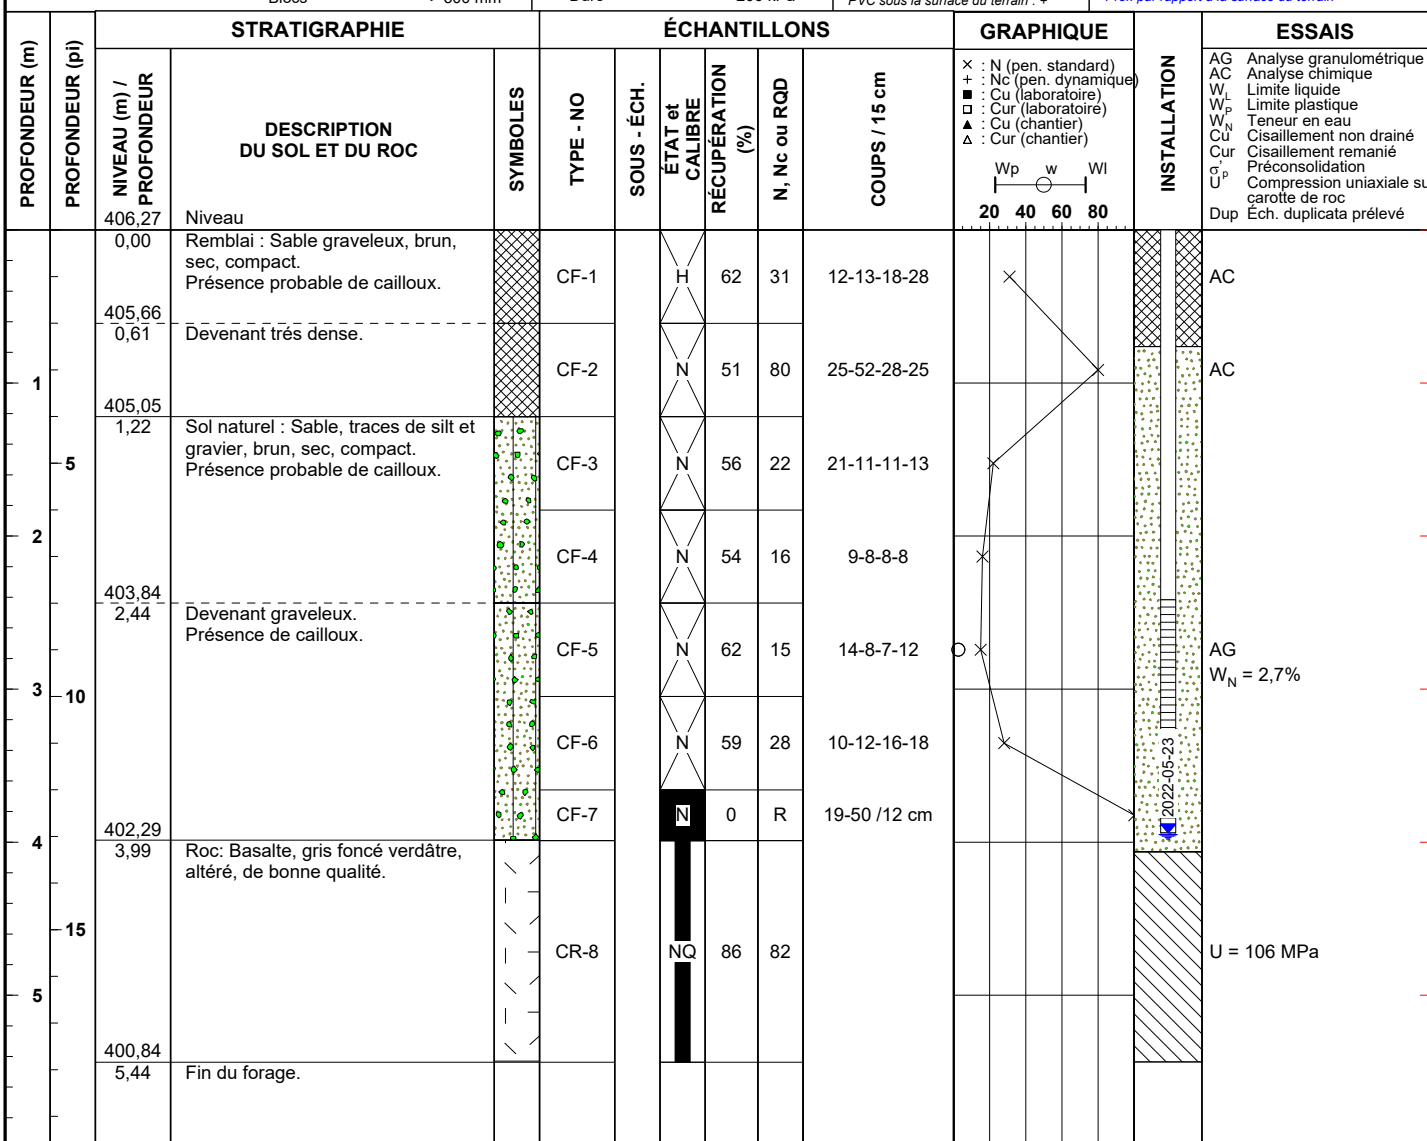 STRATIGRAPHIE
ÉCHANTILLONS
GRAPHIQUE
ESSAIS
PROFONDEUR (m)
PROFONDEUR (pi)
NIVEAU (m) /
PROFONDEUR
DESCRIPTION
DU SOL ET DU ROC
SYMBOLES
TYPE - NO
SOUS - ÉCH.
ÉTAT et
CALIBRE
RÉCUPÉRATION
(%)
N, Nc ou RQD
COUPS / 15 cm
× : N (pen. standard)
+ : Nc (pen. dynamique)
■ : Cu (laboratoire)
□ : Cur (laboratoire)
▲ : Cu (chantier)
△ : Cur (chantier)
Wp w Wl
20 40 60 80
INSTALLATION
AG Analyse granulométrique
AC Analyse chimique
W_L Limite liquide
W_P Limite plastique
W_N Teneur en eau
Cu Cisaillement non drainé
Cur Cisaillement remanié
σ'_p Préconsolidation
U Compression uniaxiale su
carotte de roc
Dup Éch. duplicata prélevé
406,27 Niveau
0,00 Remblai : Sable graveleux, brun,
sec, compact.
Présence probable de cailloux.
CF-1 H 62 31 12-13-18-28 AC
405,66
0,61 Devenant trés dense.
CF-2 N 51 80 25-52-28-25 AC
1
405,05
1,22 Sol naturel : Sable, traces de silt et
gravier, brun, sec, compact.
Présence probable de cailloux.
5
CF-3 N 56 22 21-11-11-13
2
CF-4 N 54 16 9-8-8-8
403,84
2,44 Devenant graveleux.
Présence de cailloux.
CF-5 N 62 15 14-8-7-12 AG
W_N = 2,7%
3
10
CF-6 N 59 28 10-12-16-18
2022-05-23
CF-7 N 0 R 19-50 /12 cm
402,29
4
3,99 Roc: Basalte, gris foncé verdâtre,
altéré, de bonne qualité.
15
CR-8 NQ 86 82 U = 106 MPa
5
400,84
5,44 Fin du forage.